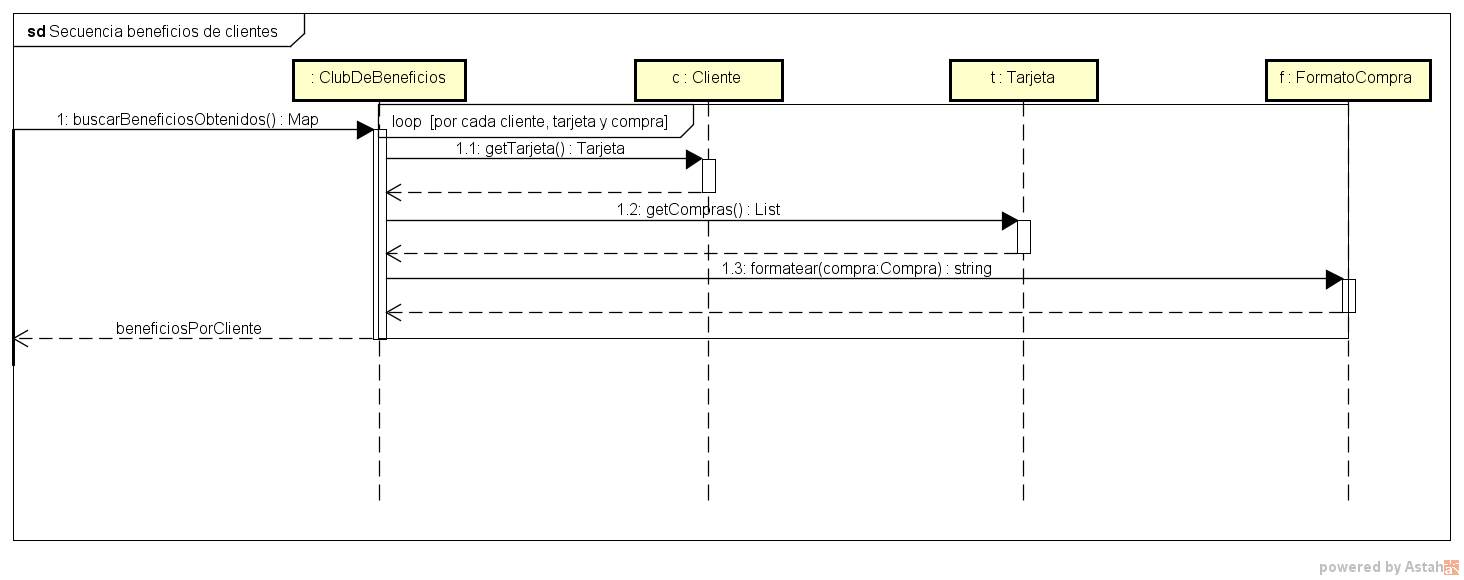 sd Secuencia beneficios de clientes
: ClubDeBeneficios
c : Cliente
t : Tarjeta
f : FormatoCompra
1: buscarBeneficiosObtenidos() : Map
loop [por cada cliente, tarjeta y compra]
1.1: getTarjeta() : Tarjeta
1.2: getCompras() : List
1.3: formatear(compra:Compra) : string
beneficiosPorCliente
powered by Astah